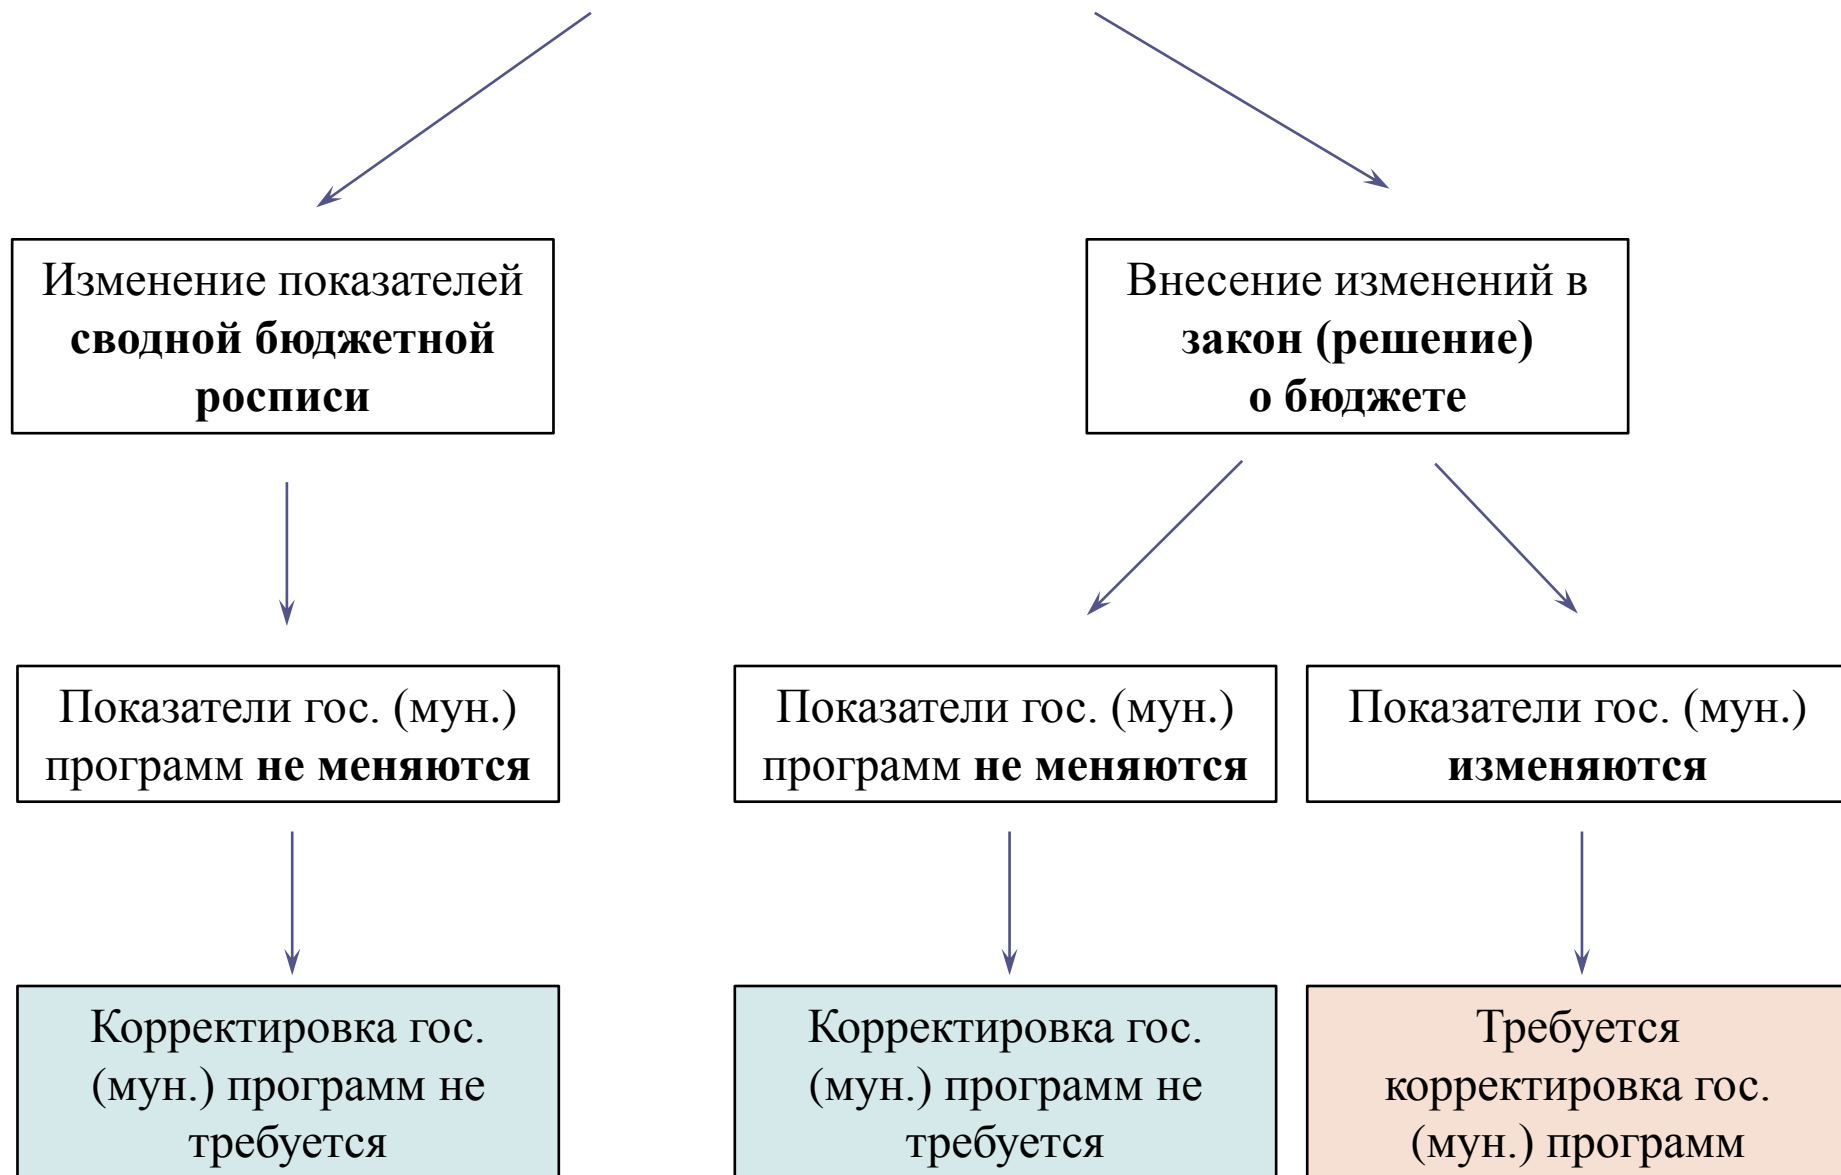 Изменение показателей
сводной бюджетной
росписи
Внесение изменений в
закон (решение)
о бюджете
Показатели гос. (мун.)
программ не меняются
Показатели гос. (мун.)
программ не меняются
Показатели гос. (мун.)
изменяются
Корректировка гос.
(мун.) программ не
требуется
Корректировка гос.
(мун.) программ не
требуется
Требуется
корректировка гос.
(мун.) программ